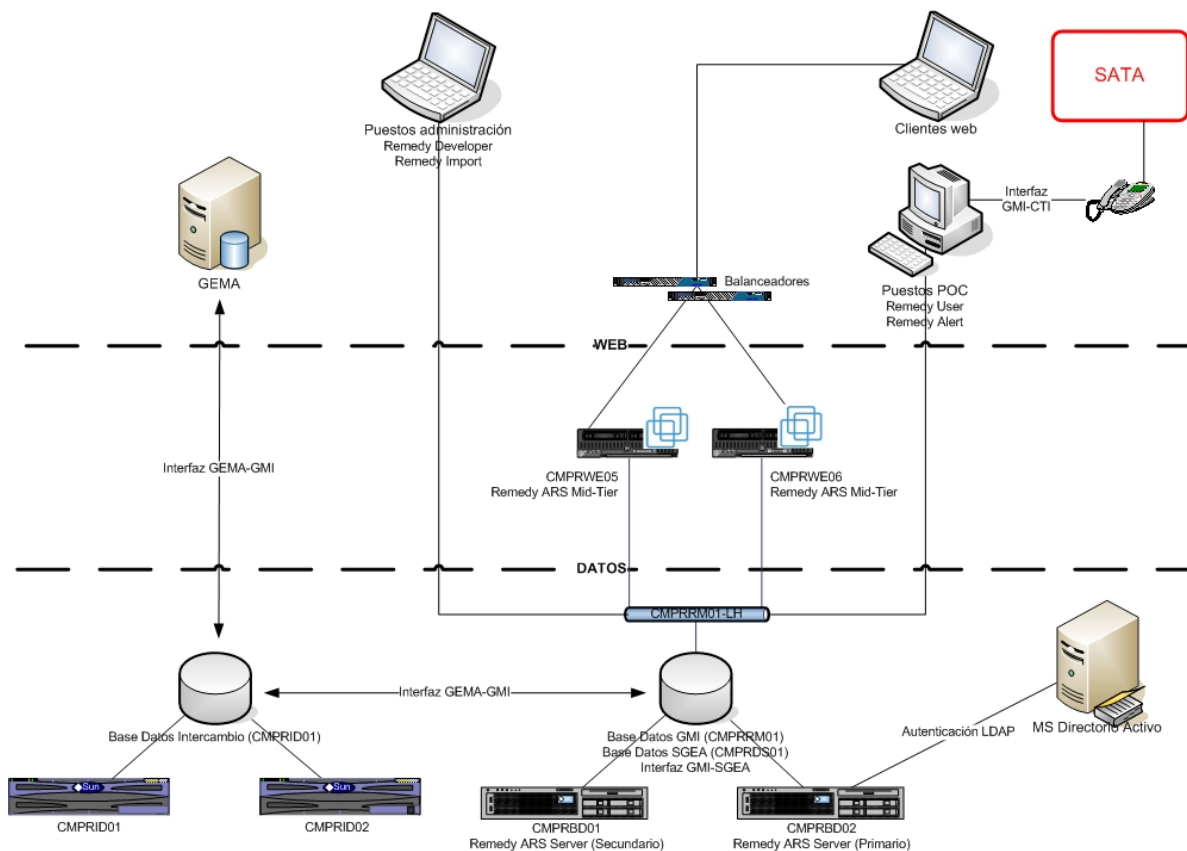 SATA
Puestos administración
Remedy Developer
Remedy Import
Clientes web
Interfaz
GMI-CTI
GEMA
Balanceadores
Puestos POC
Remedy User
Remedy Alert
WEB
Interfaz GEMA-GMI
CMPRWE05
Remedy ARS Mid-Tier
CMPRWE06
Remedy ARS Mid-Tier
DATOS
CMPRRM01-LH
Interfaz GEMA-GMI
Base Datos Intercambio (CMPRID01)
Base Datos GMI (CMPRRM01)
Base Datos SGEA (CMPRDS01)
Interfaz GMI-SGEA
Autenticación LDAP
MS Directorio Activo
Sun
Sun
CMPRID01
CMPRID02
CMPRBD01
Remedy ARS Server (Secundario)
CMPRBD02
Remedy ARS Server (Primario)